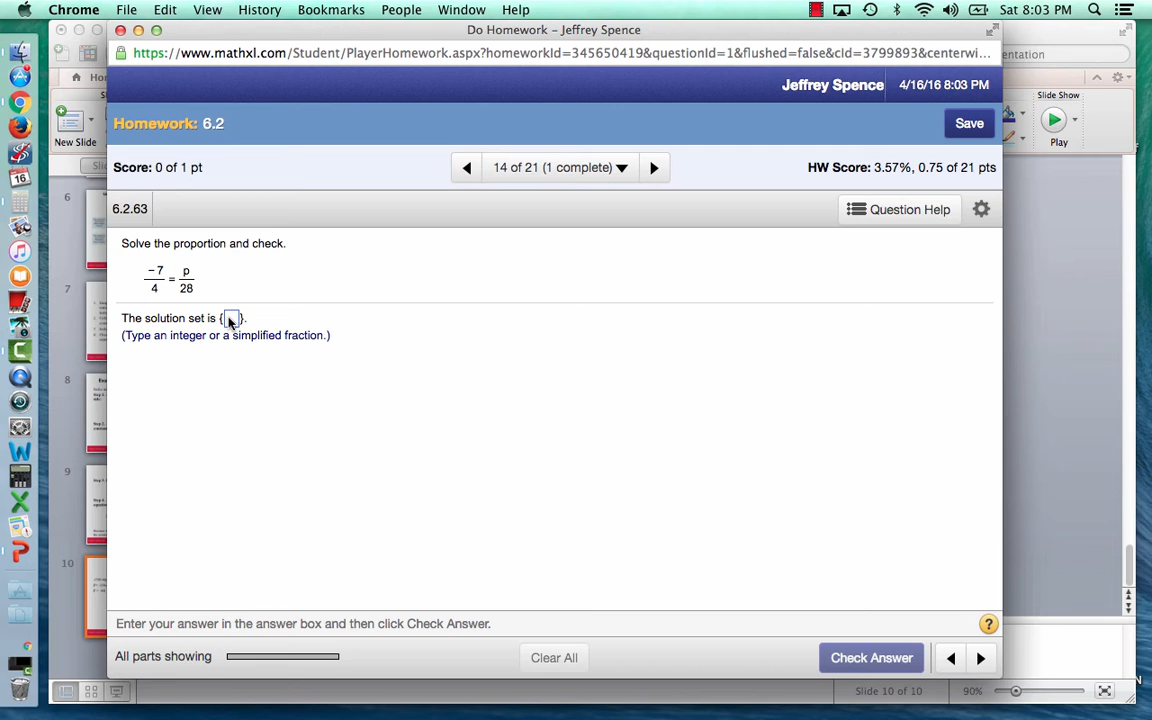 Chrome File Edit View History Bookmarks People Window Help Sat 8:03 PM
Do Homework – Jeffrey Spence
https://www.mathxl.com/Student/PlayerHomework.aspx?homeworkId=345650419&questionId=1&flushed=false&cId=3799893&centerwi...
Jeffrey Spence 4/16/16 8:03 PM
Homework: 6.2 Save
Score: 0 of 1 pt 14 of 21 (1 complete) HW Score: 3.57%, 0.75 of 21 pts
6.2.63 Question Help
Solve the proportion and check.
−7 p
= 
4 28
The solution set is { }.
(Type an integer or a simplified fraction.)
Enter your answer in the answer box and then click Check Answer.
?
All parts showing Clear All Check Answer
New Slide
Slide Show
Play
6
7
8
9
10
Slide 10 of 10 90%